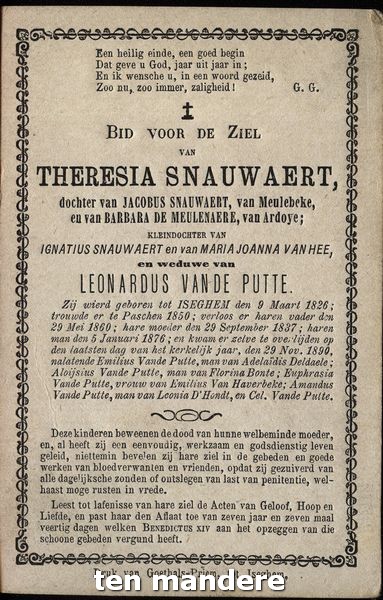 Een heilig einde, een goed begin
Dat geve u God, jaar uit jaar in ;
En ik wensche u, in een woord gezeid,
Zoo nu, zoo immer, zaligheid ! G. G.
BID VOOR DE ZIEL
VAN
THERESIA SNAUWAERT,
dochter van JACOBUS SNAUWAERT, van Meulebeke,
en van BARBARA DE MEULENAERE, van Ardoye ;
KLEINDOCHTER VAN
IGNATIUS SNAUWAERT en van MARIA JOANNA VAN HEE,
en weduwe van
LEONARDUS VANDE PUTTE.
Zij wierd geboren tot ISEGHEM den 9 Maart 1826 ;
trouwde er te Paschen 1850 ; verloos er haren vader den
29 Mei 1860 ; hare moeder den 29 September 1837 ; haren
man den 5 Januari 1876 ; en kwam er zelve te overlijden op
den laatsten dag van het kerkelijk jaar, den 29 Nov. 1890,
nalatende Emilius Vande Putte, man van Adelaïdis Deldaele ;
Aloïsius Vande Putte, man van Florina Bonte ; Euphrasia
Vande Putte, vrouw van Emilius Van Haverbeke ; Amandus
Vande Putte, man van Leonia D'Hondt, en Cel. Vande Putte.
Deze kinderen beweenen de dood van hunne welbeminde moeder,
en, al heeft zij een eenvoudig, werkzaam en godsdienstig leven
geleid, niettemin bevelen zij hare ziel in de gebeden en goede
werken van bloedverwanten en vrienden, opdat zij gezuiverd van
alle dagelijksche zonden of ontslegen van last van penitentie, wel-
haast moge rusten in vrede.
Leest tot lafenisse van hare ziel de Acten van Geloof, Hoop en
Liefde, en past haar den Aflaat toe van zeven jaar en zeven maal
veertig dagen welken BENEDICTUS XIV aan het opzeggen van die
schoone gebeden vergund heeft.
Druk van Goethals-Priem, tot Iseghem
ten mandere